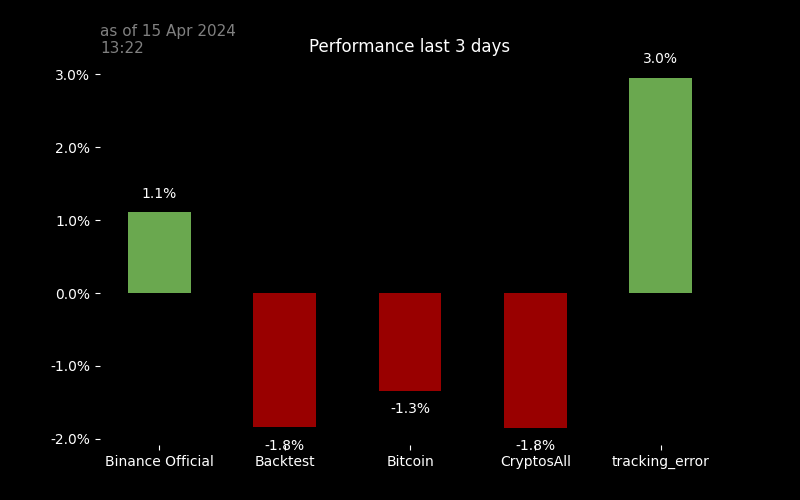 as of 15 Apr 2024
13:22
Performance last 3 days
3.0%
3.0%
2.0%
1.1%
1.0%
0.0%
-1.0%
-1.3%
-2.0%
-1.8%
-1.8%
Binance Official
Backtest
Bitcoin
CryptosAll
tracking_error